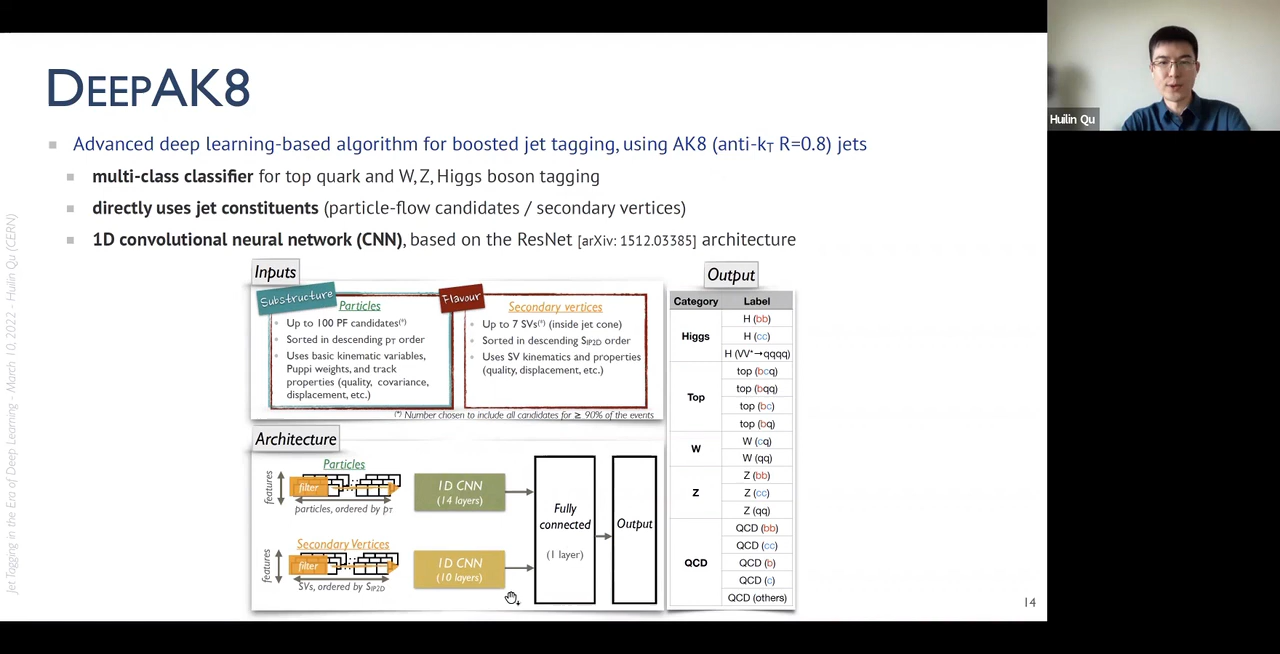 DEEPAK8
Advanced deep learning-based algorithm for boosted jet tagging, using AK8 (anti-kT R=0.8) jets
multi-class classifier for top quark and W, Z, Higgs boson tagging
directly uses jet constituents (particle-flow candidates / secondary vertices)
1D convolutional neural network (CNN), based on the ResNet [arXiv: 1512.03385] architecture
Inputs
Substructure
Particles
Up to 100 PF candidates(*)
Sorted in descending pT order
Uses basic kinematic variables,
Puppi weights, and track
properties (quality, covariance,
displacement, etc.)
Flavour
Secondary vertices
Up to 7 SVs(*) (inside jet cone)
Sorted in descending SIP2D order
Uses SV kinematics and properties
(quality, displacement, etc.)
(*) Number chosen to include all candidates for ≥ 90% of the events
Architecture
Particles
features
filter
particles, ordered by pT
1D CNN
(14 layers)
Secondary Vertices
features
filter
SVs, ordered by SIP2D
1D CNN
(10 layers)
Fully
connected
(1 layer)
Output
Output
Category Label
Higgs
H (bb)
H (cc)
H (VV*→qqqq)
Top
top (bcq)
top (bqq)
top (bc)
top (bq)
W
W (cq)
W (qq)
Z
Z (bb)
Z (cc)
Z (qq)
QCD
QCD (bb)
QCD (cc)
QCD (b)
QCD (c)
QCD (others)
Jet Tagging in the Era of Deep Learning - March 10, 2022 - Huilin Qu (CERN)
14
Huilin Qu